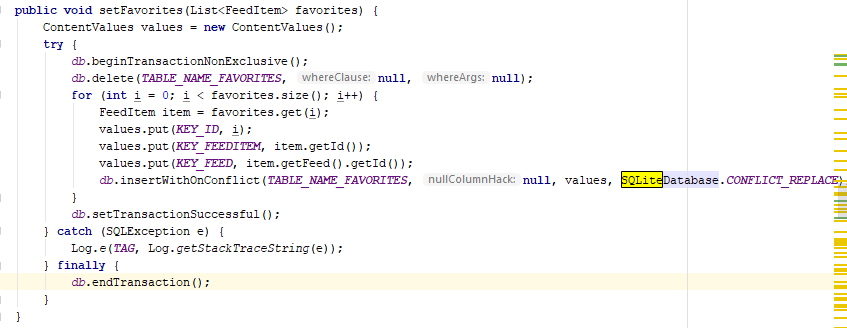 public void setFavorites(List<FeedItem> favorites) {
    ContentValues values = new ContentValues();
    try {
        db.beginTransactionNonExclusive();
        db.delete(TABLE_NAME_FAVORITES, whereClause: null, whereArgs: null);
        for (int i = 0; i < favorites.size(); i++) {
            FeedItem item = favorites.get(i);
            values.put(KEY_ID, i);
            values.put(KEY_FEEDITEM, item.getId());
            values.put(KEY_FEED, item.getFeed().getId());
            db.insertWithOnConflict(TABLE_NAME_FAVORITES, nullColumnHack: null, values, SQLiteDatabase.CONFLICT_REPLACE)
        }
        db.setTransactionSuccessful();
    } catch (SQLException e) {
        Log.e(TAG, Log.getStackTraceString(e));
    } finally {
        db.endTransaction();
    }
}